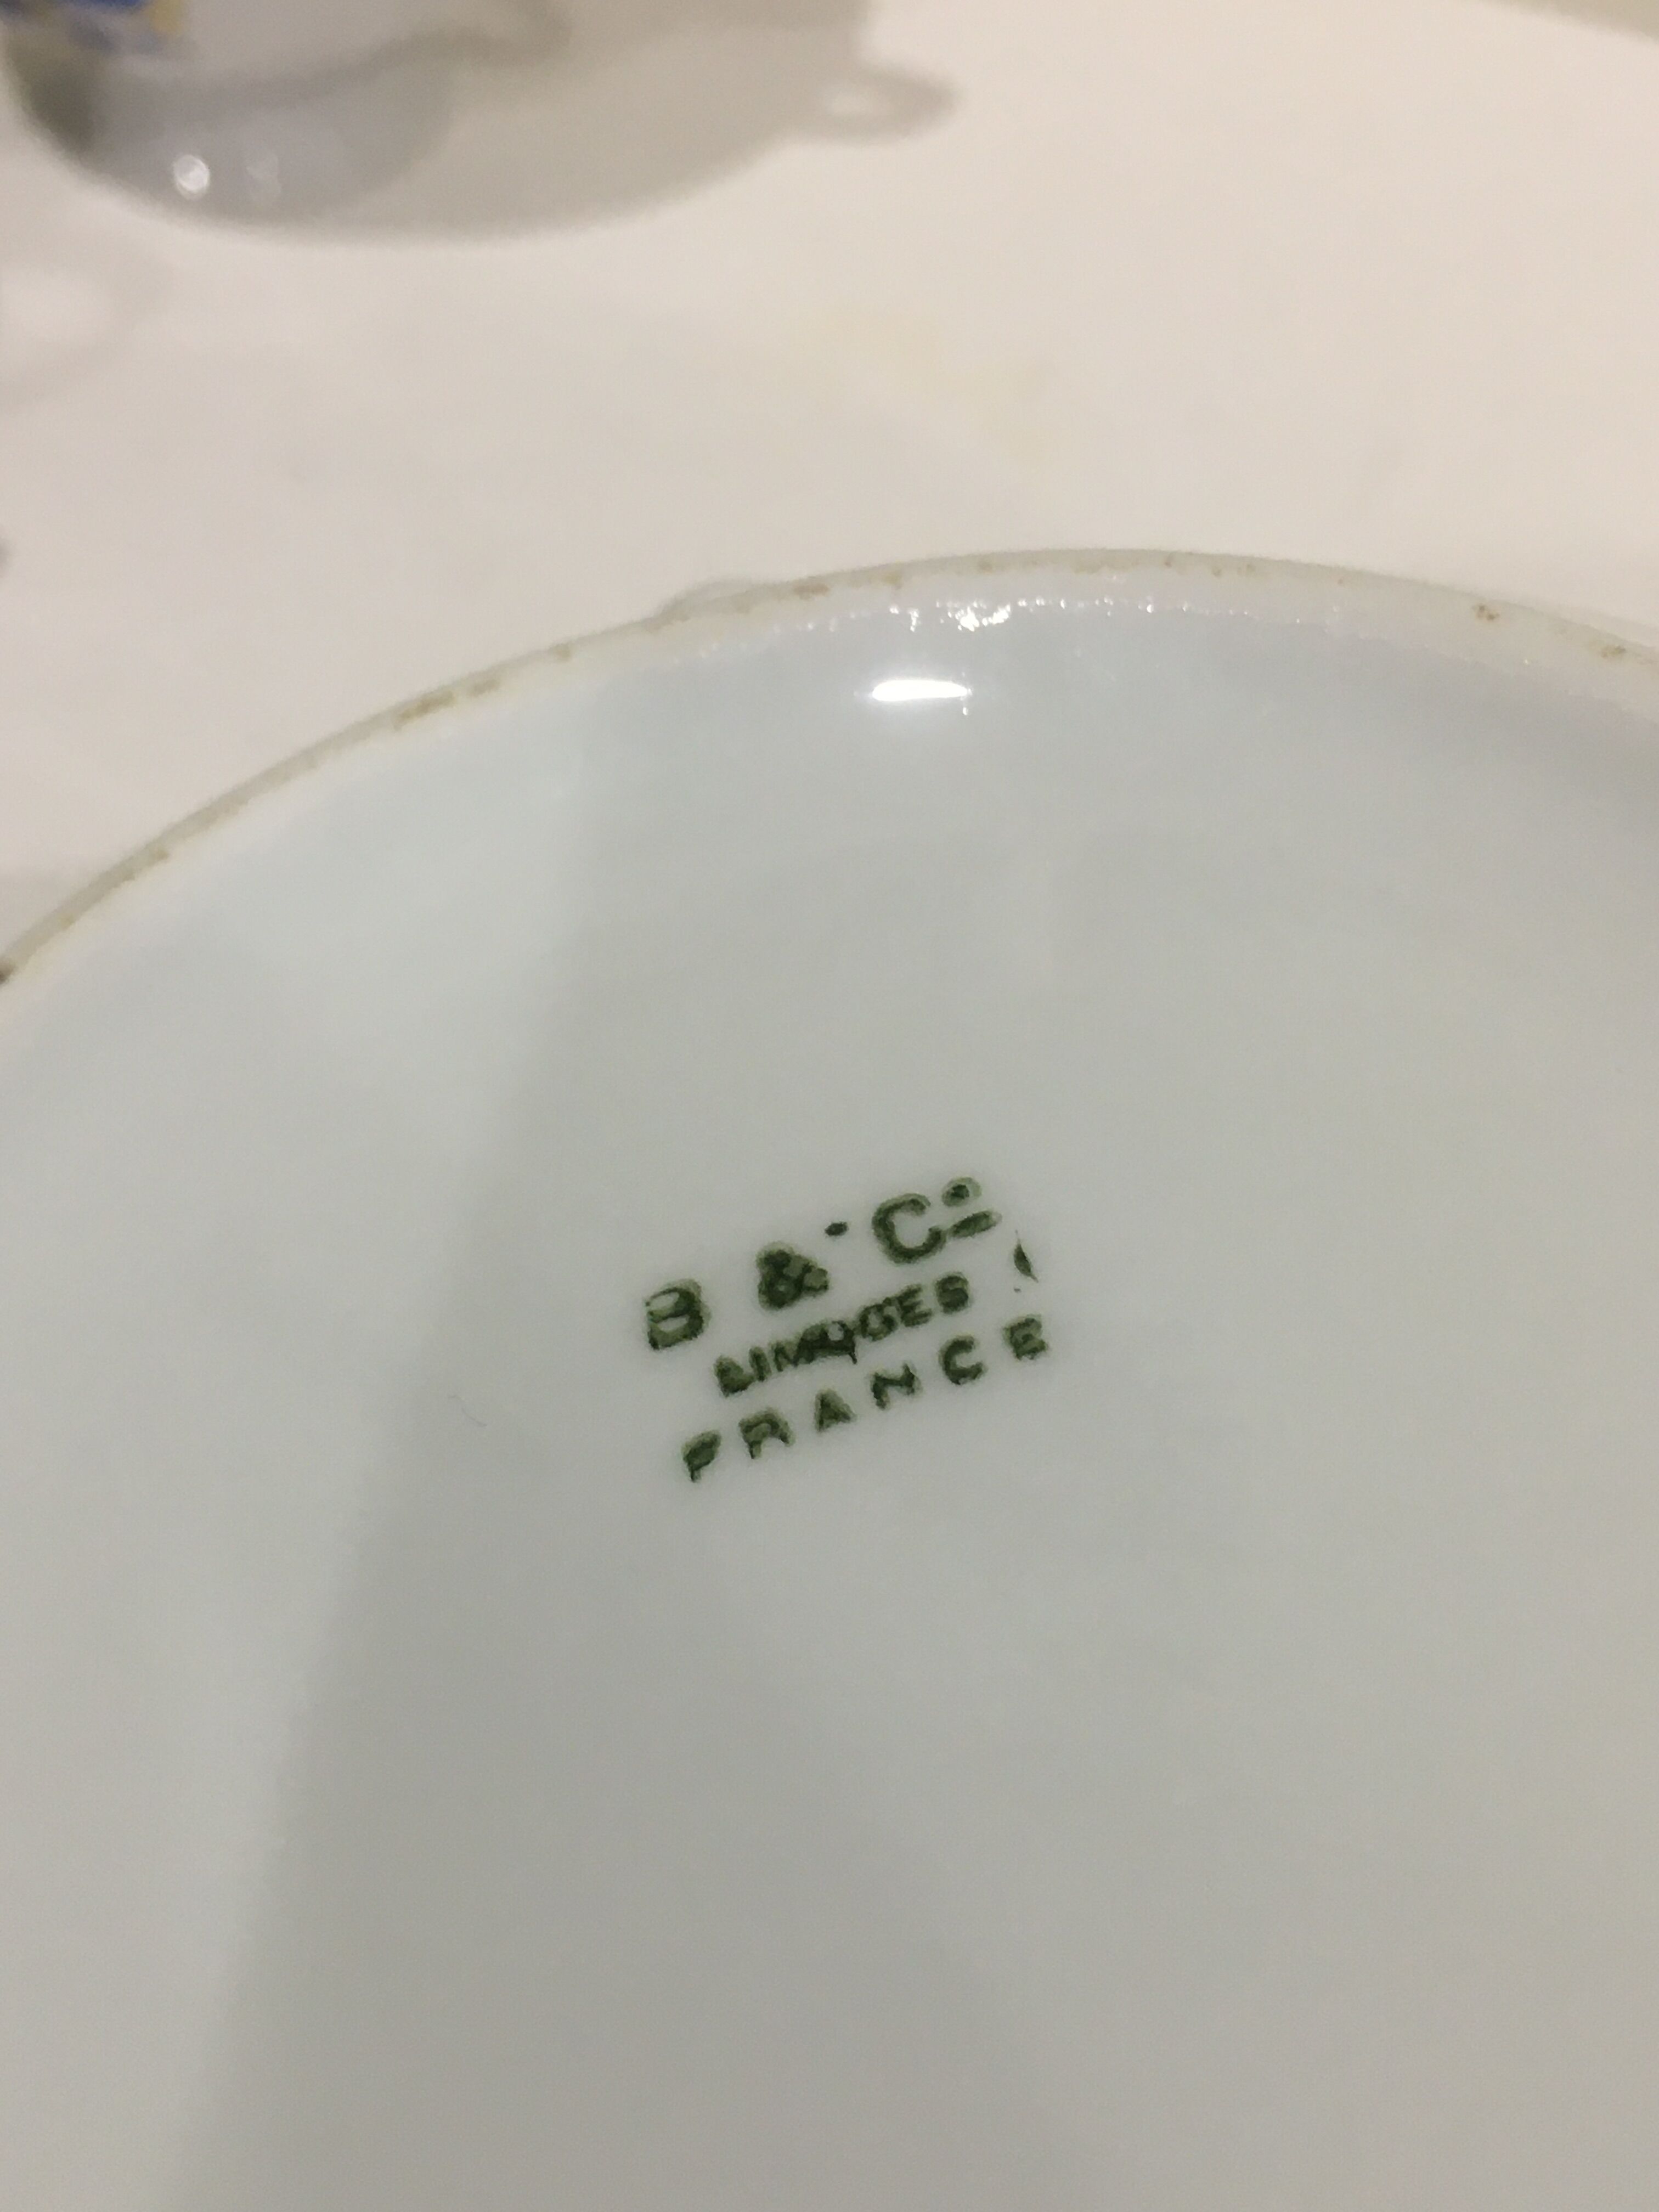 B & Cº
LIMOGES
FRANCE